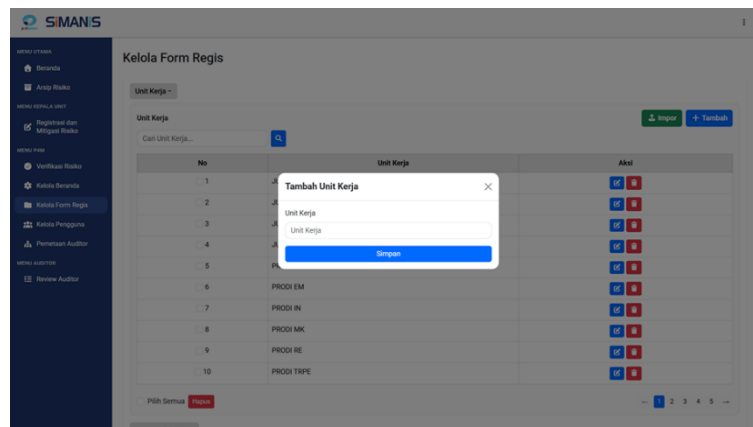 SiMANiS
MENU UTAMA
Beranda
Arsip Risiko
MENU KEPALA UNIT
Registrasi dan
Mitigasi Risiko
MENU P4M
Verifikasi Risiko
Kelola Beranda
Kelola Form Regis
Kelola Pengguna
Pemetaan Auditor
MENU AUDITOR
Review Auditor
Kelola Form Regis
Unit Kerja
Unit Kerja
Impor
+ Tambah
Cari Unit Kerja...
No Unit Kerja Aksi
1
2
3
4
5
6 PRODI EM
7 PRODI IN
8 PRODI MK
9 PRODI RE
10 PRODI TRPE
Tambah Unit Kerja
Unit Kerja
Unit Kerja
Simpan
Pilih Semua Hapus
1 2 3 4 5